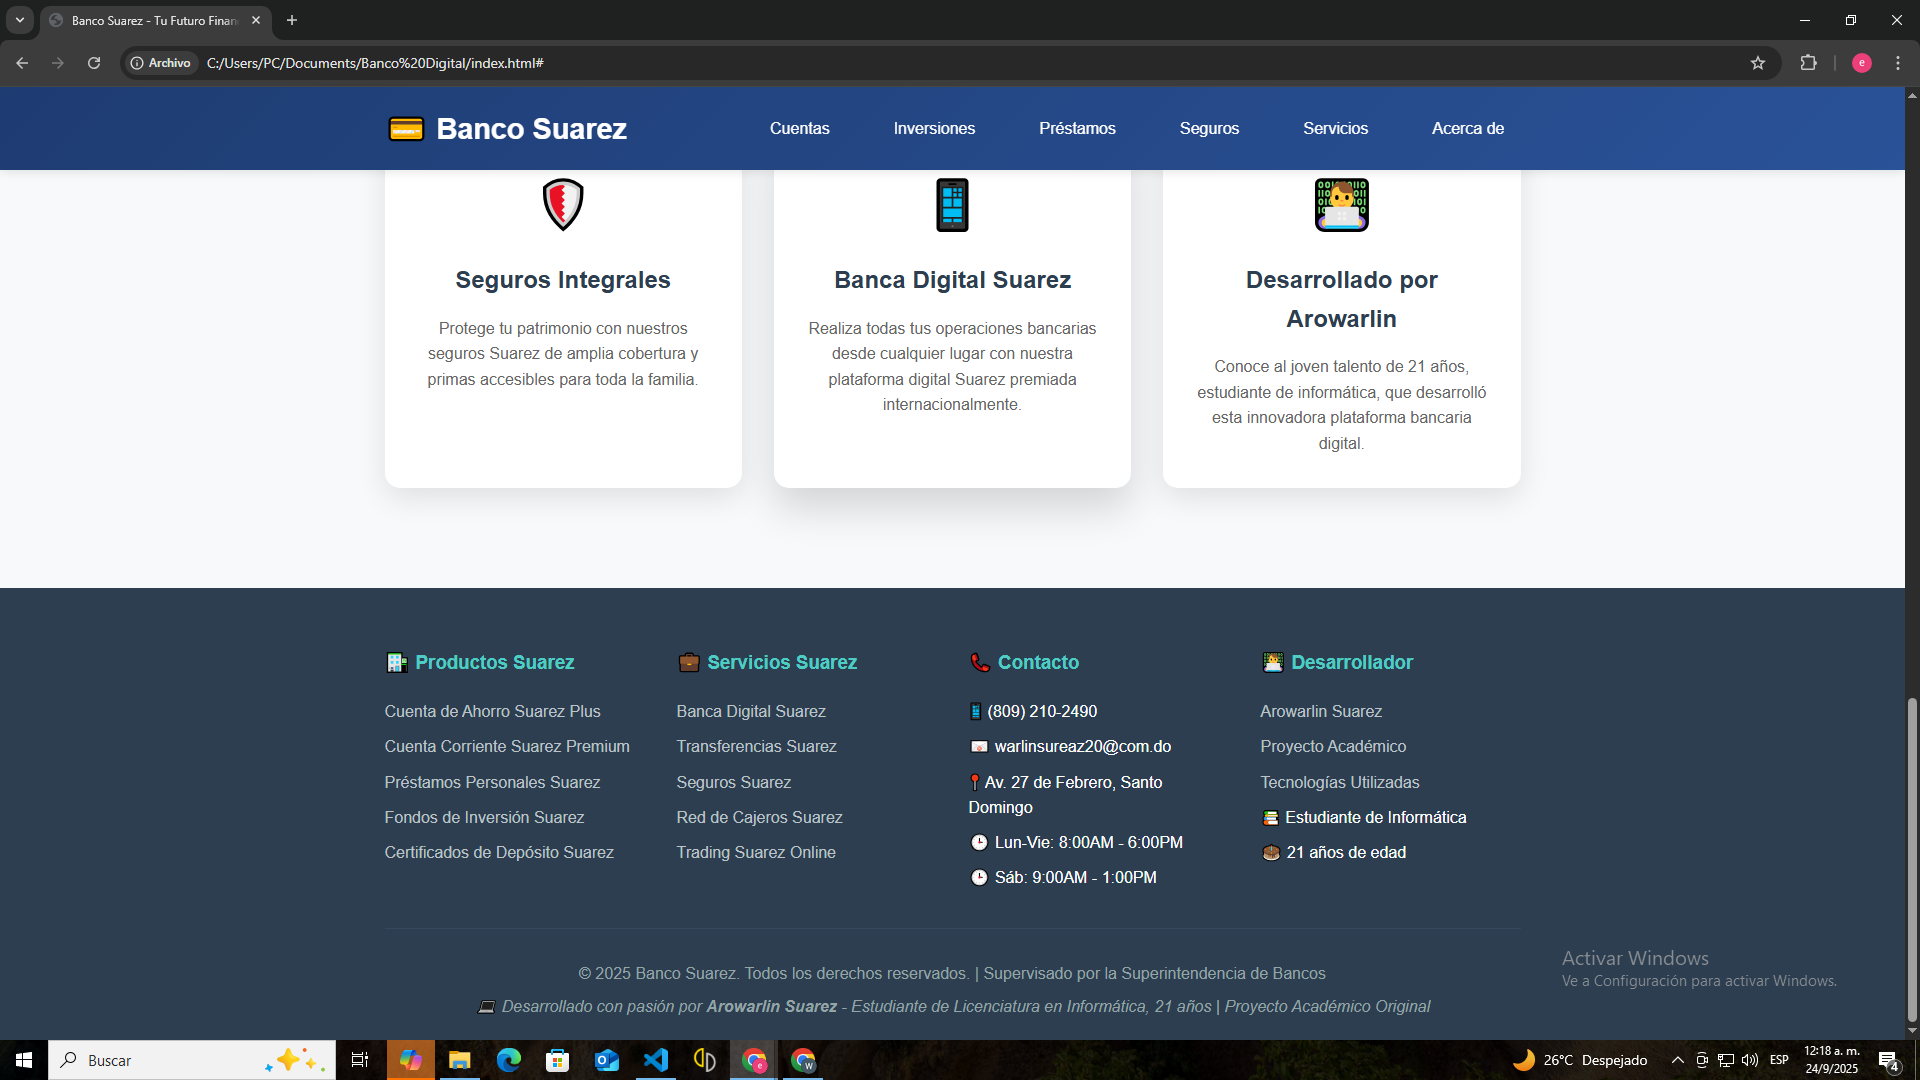 Banco Suarez - Tu Futuro Finan
Archivo
C:/Users/PC/Documents/Banco%20Digital/index.html#
e
Banco Suarez
Cuentas
Inversiones
Préstamos
Seguros
Servicios
Acerca de
Seguros Integrales
Protege tu patrimonio con nuestros
seguros Suarez de amplia cobertura y
primas accesibles para toda la familia.
Banca Digital Suarez
Realiza todas tus operaciones bancarias
desde cualquier lugar con nuestra
plataforma digital Suarez premiada
internacionalmente.
Desarrollado por
Arowarlin
Conoce al joven talento de 21 años,
estudiante de informática, que desarrolló
esta innovadora plataforma bancaria
digital.
Productos Suarez
Cuenta de Ahorro Suarez Plus
Cuenta Corriente Suarez Premium
Préstamos Personales Suarez
Fondos de Inversión Suarez
Certificados de Depósito Suarez
Servicios Suarez
Banca Digital Suarez
Transferencias Suarez
Seguros Suarez
Red de Cajeros Suarez
Trading Suarez Online
Contacto
(809) 210-2490
warlinsureaz20@com.do
Av. 27 de Febrero, Santo
Domingo
Lun-Vie: 8:00AM - 6:00PM
Sáb: 9:00AM - 1:00PM
Desarrollador
Arowarlin Suarez
Proyecto Académico
Tecnologías Utilizadas
Estudiante de Informática
21 años de edad
© 2025 Banco Suarez. Todos los derechos reservados. | Supervisado por la Superintendencia de Bancos
Desarrollado con pasión por Arowarlin Suarez - Estudiante de Licenciatura en Informática, 21 años | Proyecto Académico Original
Activar Windows
Ve a Configuración para activar Windows.
Buscar
26°C Despejado
ESP
12:18 a. m.
24/9/2025
4